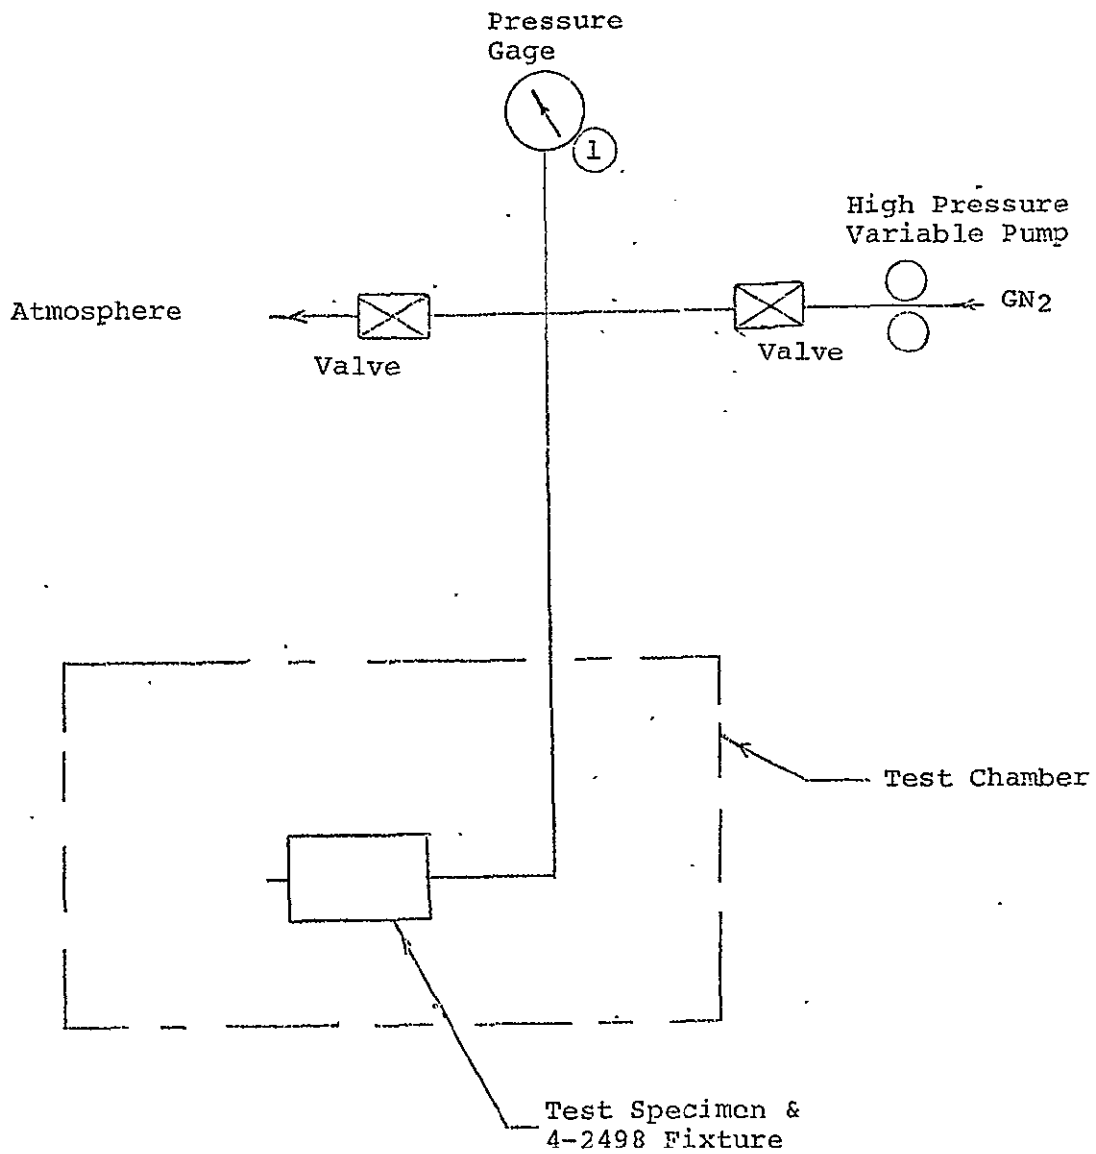 Pressure
Gage
1
High Pressure
Variable Pump
Atmosphere
GN2
Valve
Valve
Test Chamber
Test Specimen &
4-2498 Fixture